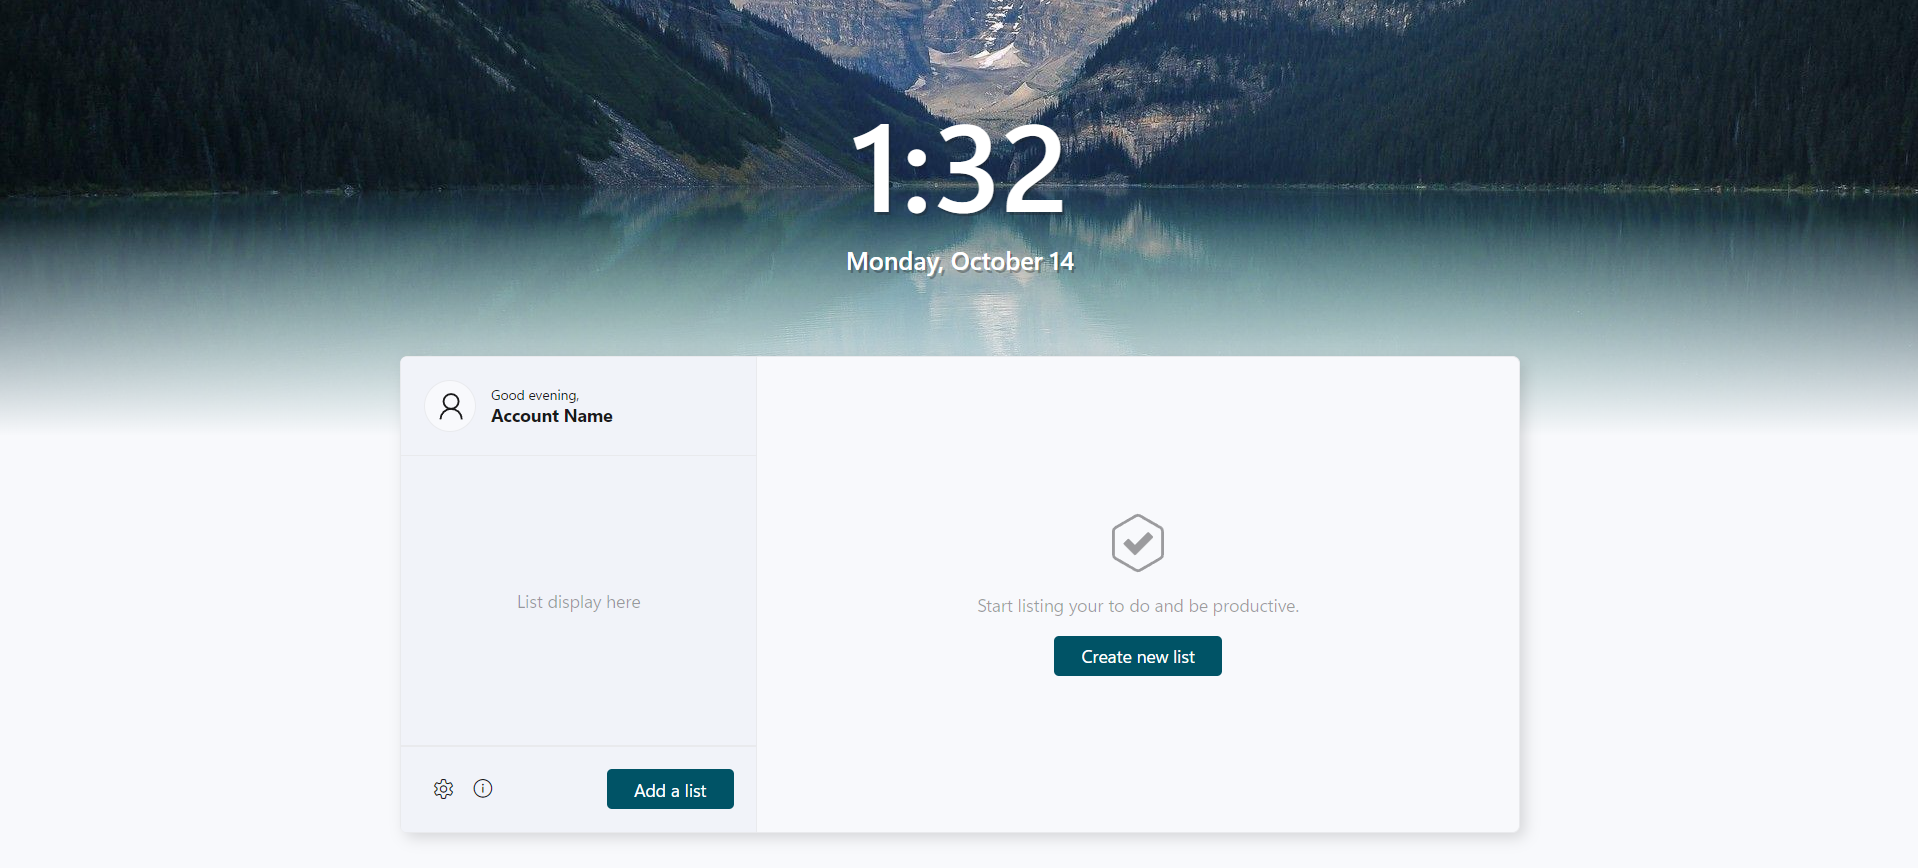 1:32
Monday, October 14
Good evening,
Account Name
List display here
Start listing your to do and be productive.
Create new list
Add a list